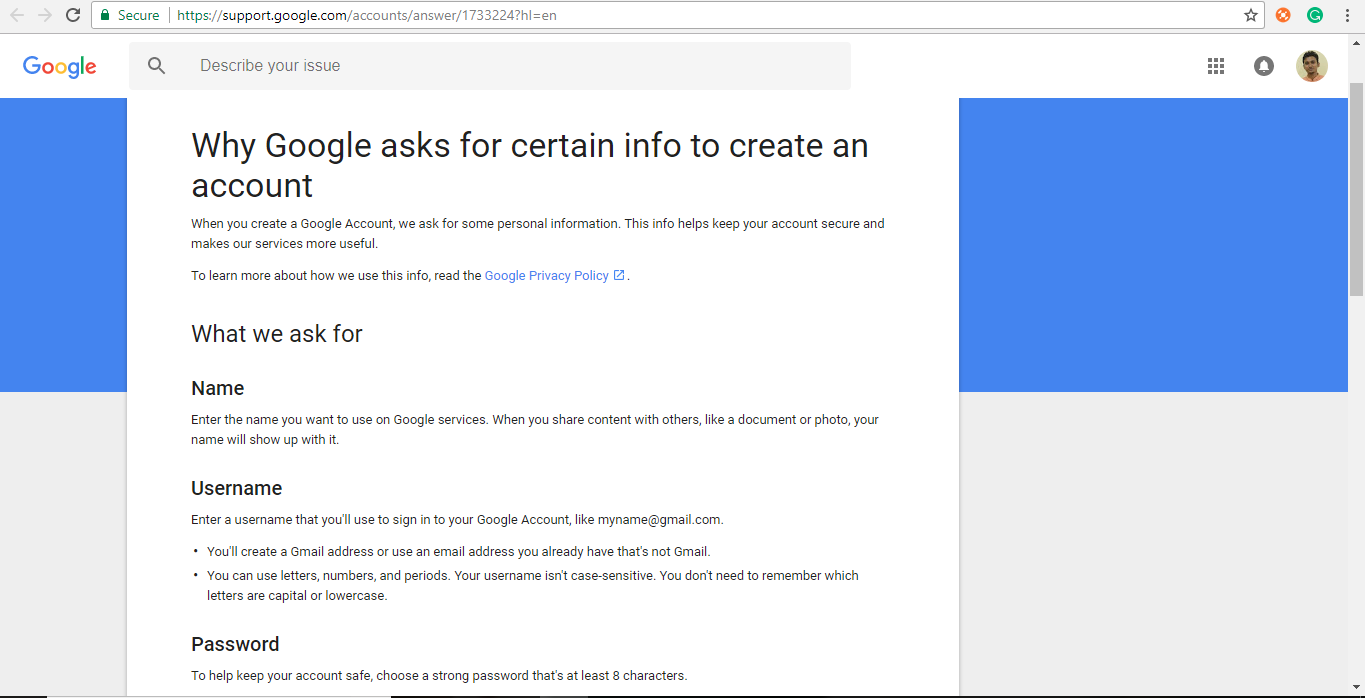 Secure https://support.google.com/accounts/answer/1733224?hl=en
Google Describe your issue
Why Google asks for certain info to create an
account
When you create a Google Account, we ask for some personal information. This info helps keep your account secure and
makes our services more useful.
To learn more about how we use this info, read the Google Privacy Policy .
What we ask for
Name
Enter the name you want to use on Google services. When you share content with others, like a document or photo, your
name will show up with it.
Username
Enter a username that you'll use to sign in to your Google Account, like myname@gmail.com.
• You'll create a Gmail address or use an email address you already have that's not Gmail.
• You can use letters, numbers, and periods. Your username isn't case-sensitive. You don't need to remember which
letters are capital or lowercase.
Password
To help keep your account safe, choose a strong password that's at least 8 characters.